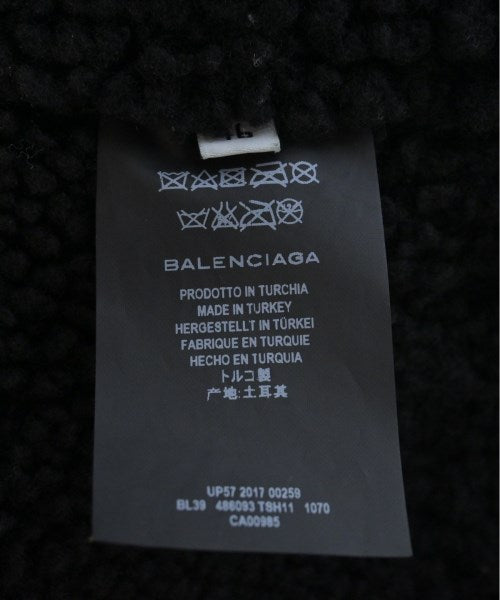 46
BALENCIAGA
PRODOTTO IN TURCHIA
MADE IN TURKEY
HERGESTELLT IN TÜRKEI
FABRIQUE EN TURQUIE
HECHO EN TURQUIA
トルコ製
产地:土耳其
UP57 2017 00259
BL39 486093 TSH11 1070
CA00985